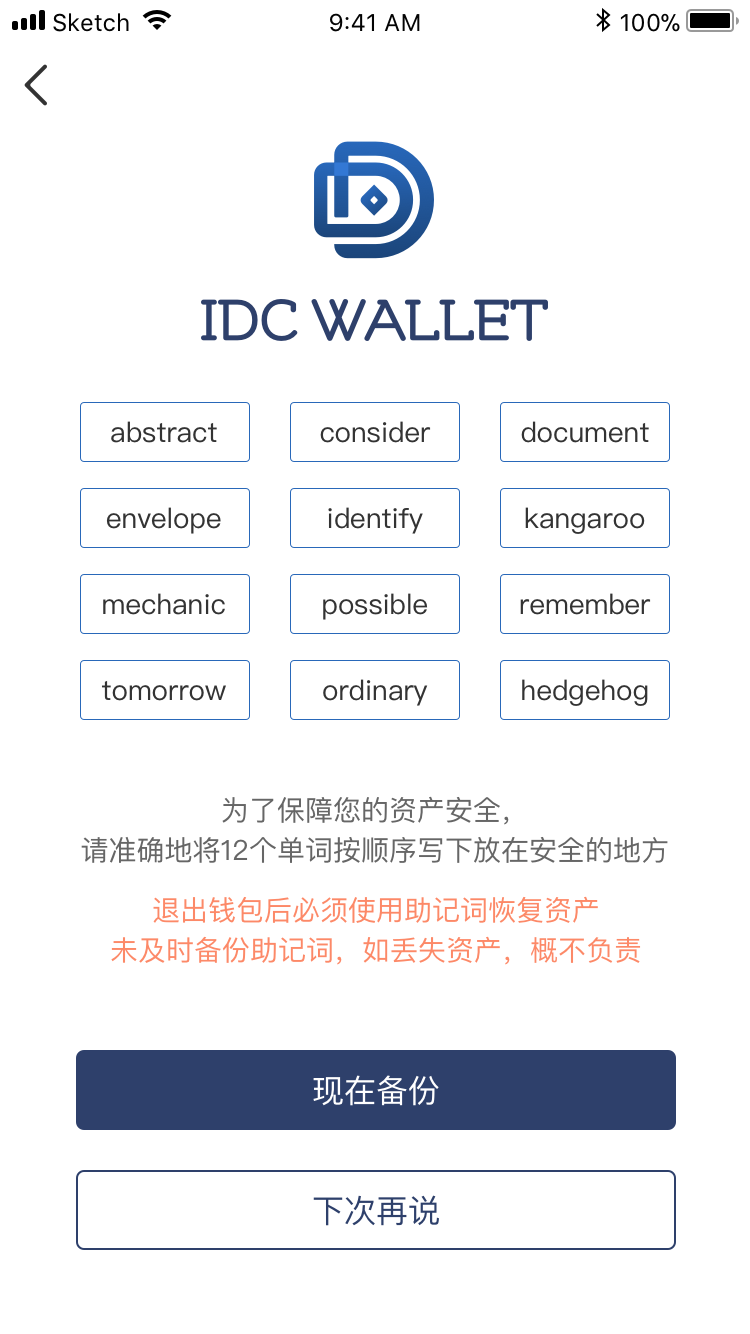 Sketch 9:41 AM 100%
IDC WALLET
abstract consider document
envelope identify kangaroo
mechanic possible remember
tomorrow ordinary hedgehog
为了保障您的资产安全，
请准确地将12个单词按顺序写下放在安全的地方
退出钱包后必须使用助记词恢复资产
未及时备份助记词，如丢失资产，概不负责
现在备份
下次再说